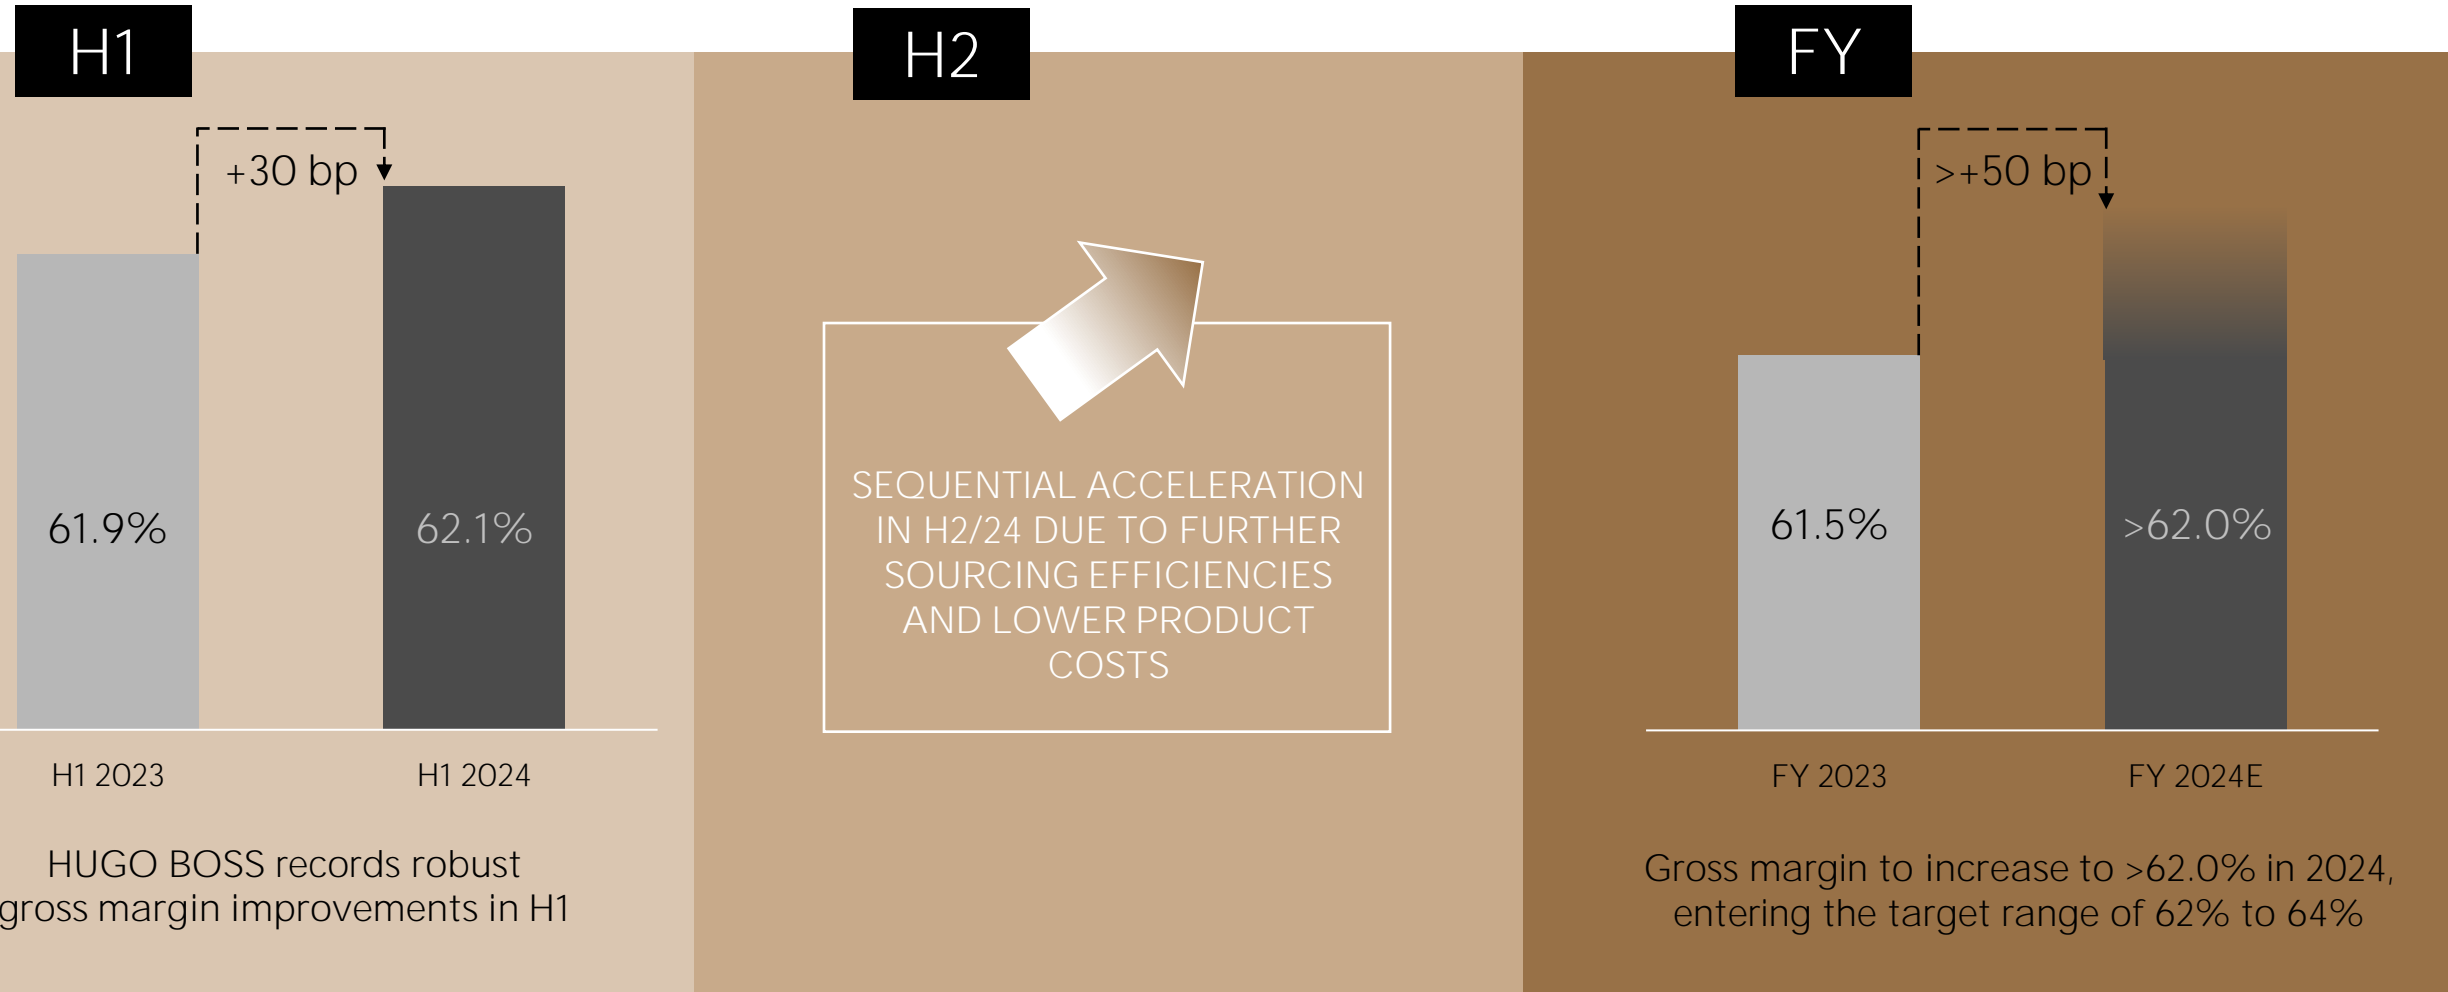 H1
+30 bp
61.9%
62.1%
H1 2023
H1 2024
HUGO BOSS records robust
gross margin improvements in H1
H2
SEQUENTIAL ACCELERATION
IN H2/24 DUE TO FURTHER
SOURCING EFFICIENCIES
AND LOWER PRODUCT
COSTS
FY
>+50 bp
61.5%
>62.0%
FY 2023
FY 2024E
Gross margin to increase to >62.0% in 2024,
entering the target range of 62% to 64%